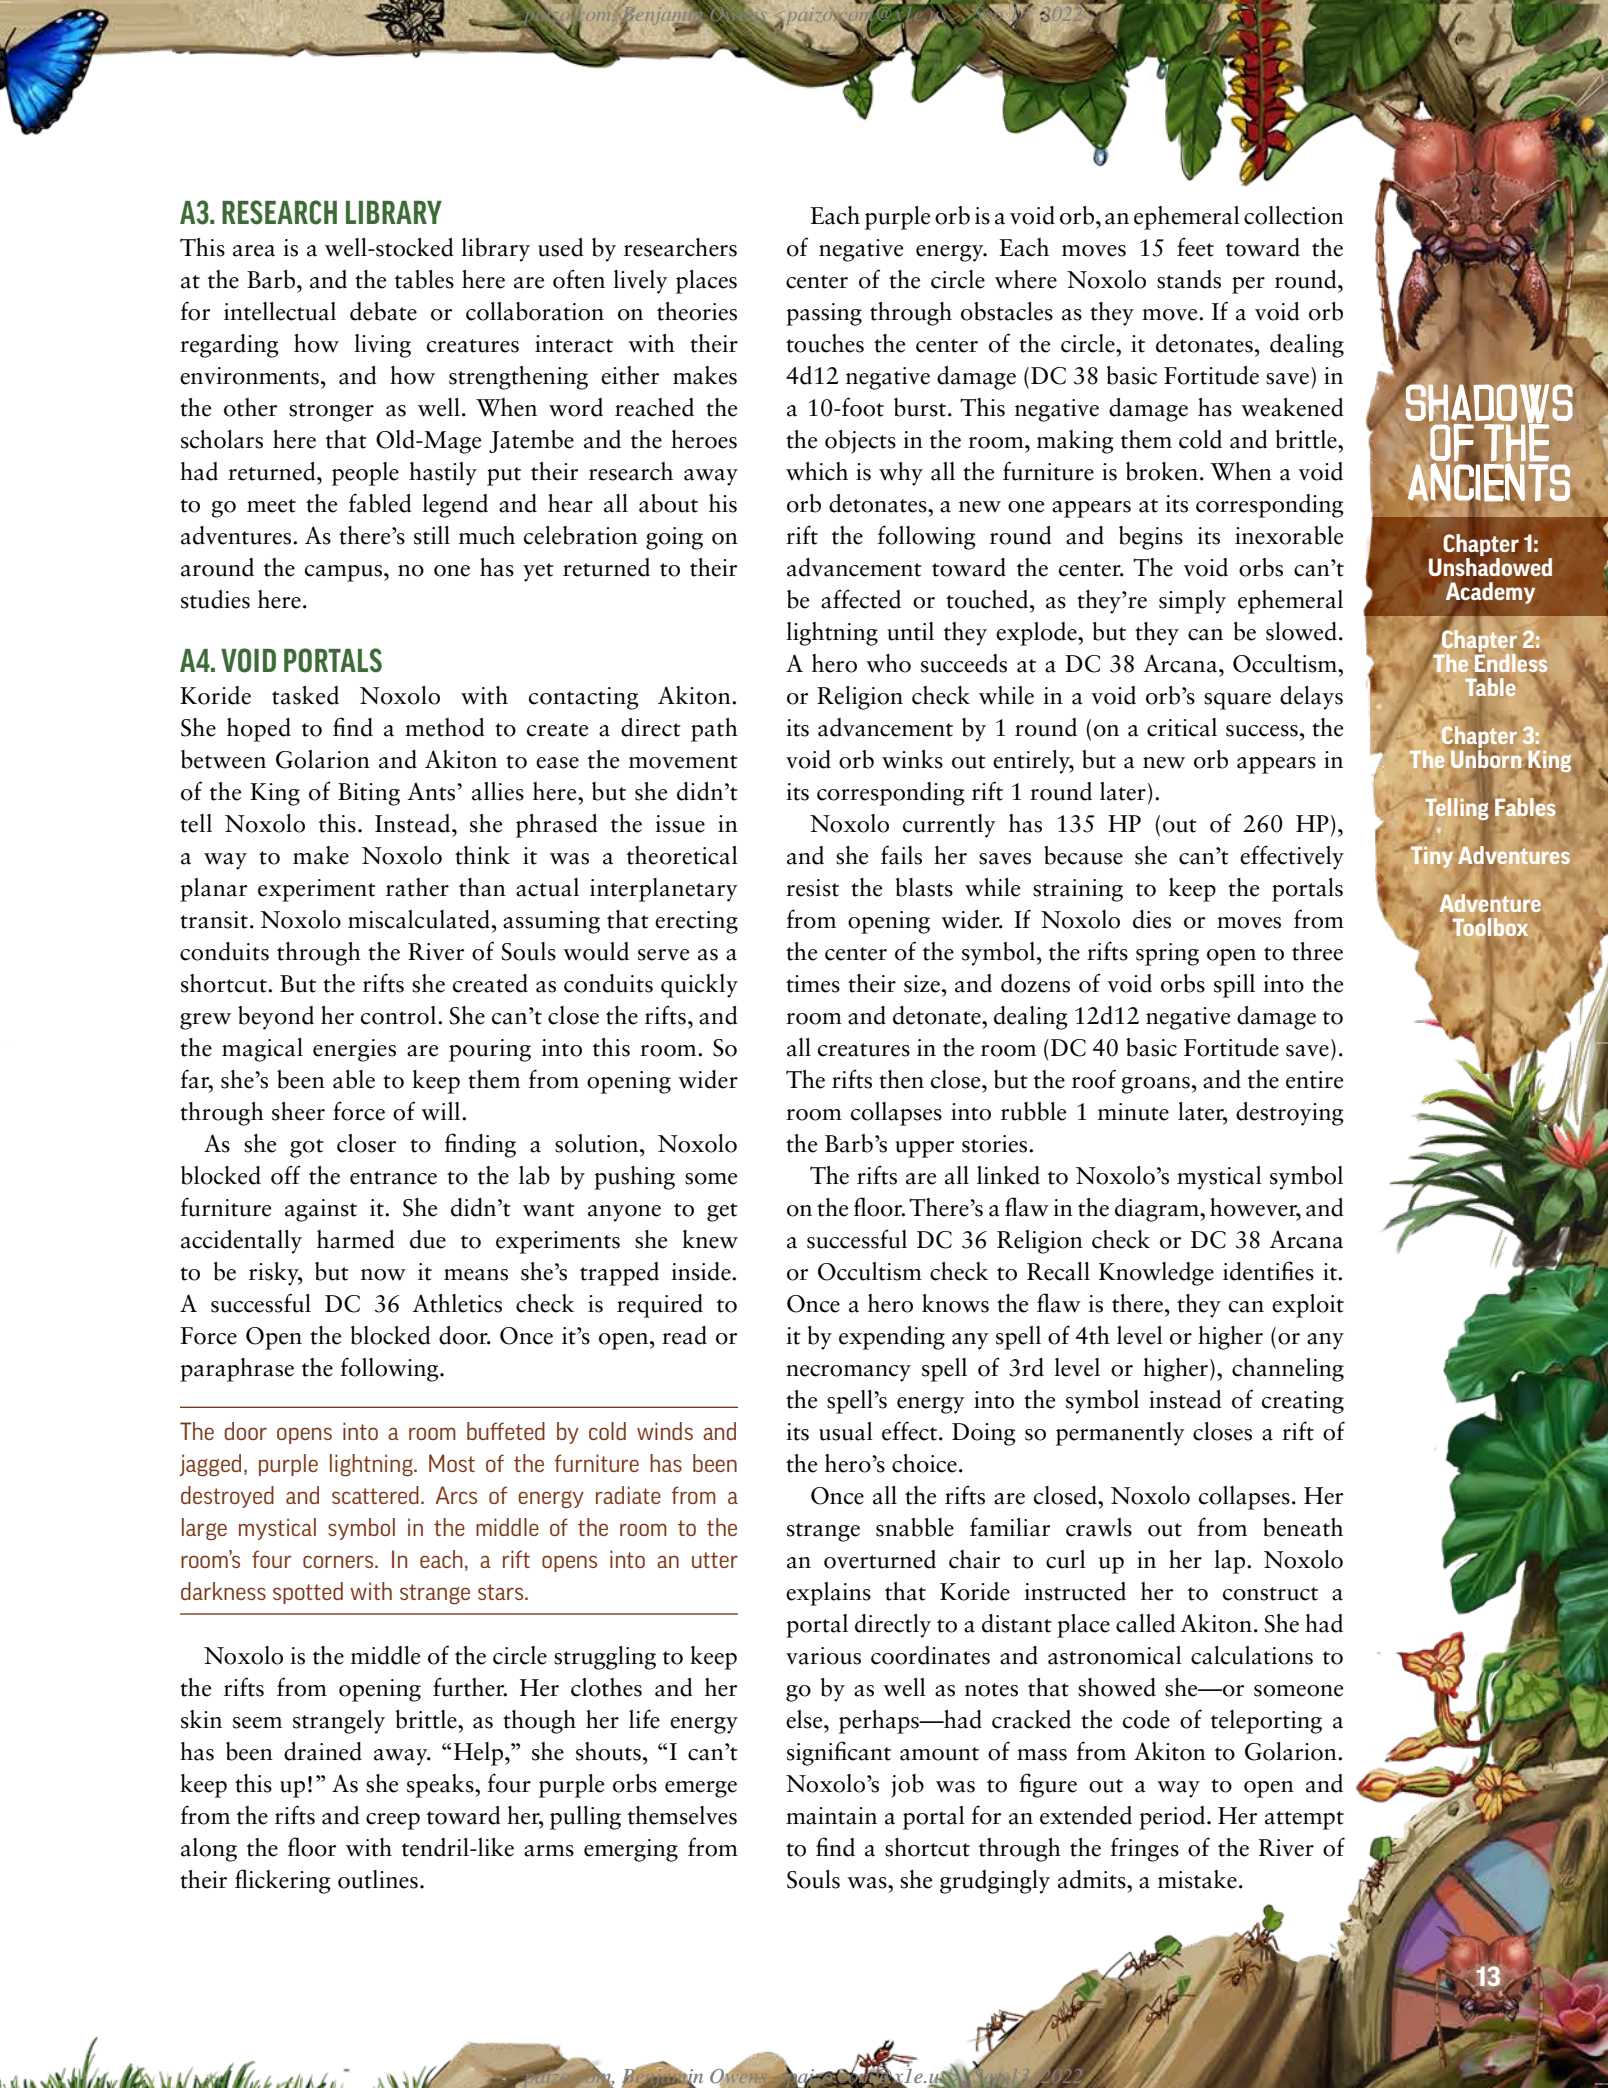 paizo.com, Benjamin Owens <paizo.com@x1e.us>, Sep 13, 2022
A3. RESEARCH LIBRARY
This area is a well-stocked library used by researchers
at the Barb, and the tables here are often lively places
for intellectual debate or collaboration on theories
regarding how living creatures interact with their
environments, and how strengthening either makes
the other stronger as well. When word reached the
scholars here that Old-Mage Jatembe and the heroes
had returned, people hastily put their research away
to go meet the fabled legend and hear all about his
adventures. As there’s still much celebration going on
around the campus, no one has yet returned to their
studies here.
A4. VOID PORTALS
Koride tasked Noxolo with contacting Akiton.
She hoped to find a method to create a direct path
between Golarion and Akiton to ease the movement
of the King of Biting Ants’ allies here, but she didn’t
tell Noxolo this. Instead, she phrased the issue in
a way to make Noxolo think it was a theoretical
planar experiment rather than actual interplanetary
transit. Noxolo miscalculated, assuming that erecting
conduits through the River of Souls would serve as a
shortcut. But the rifts she created as conduits quickly
grew beyond her control. She can’t close the rifts, and
the magical energies are pouring into this room. So
far, she’s been able to keep them from opening wider
through sheer force of will.
As she got closer to finding a solution, Noxolo
blocked off the entrance to the lab by pushing some
furniture against it. She didn’t want anyone to get
accidentally harmed due to experiments she knew
to be risky, but now it means she’s trapped inside.
A successful DC 36 Athletics check is required to
Force Open the blocked door. Once it’s open, read or
paraphrase the following.
The door opens into a room buffeted by cold winds and
jagged, purple lightning. Most of the furniture has been
destroyed and scattered. Arcs of energy radiate from a
large mystical symbol in the middle of the room to the
room’s four corners. In each, a rift opens into an utter
darkness spotted with strange stars.
Noxolo is the middle of the circle struggling to keep
the rifts from opening further. Her clothes and her
skin seem strangely brittle, as though her life energy
has been drained away. “Help,” she shouts, “I can’t
keep this up!” As she speaks, four purple orbs emerge
from the rifts and creep toward her, pulling themselves
along the floor with tendril-like arms emerging from
their flickering outlines.
Each purple orb is a void orb, an ephemeral collection
of negative energy. Each moves 15 feet toward the
center of the circle where Noxolo stands per round,
passing through obstacles as they move. If a void orb
touches the center of the circle, it detonates, dealing
4d12 negative damage (DC 38 basic Fortitude save) in
a 10-foot burst. This negative damage has weakened
the objects in the room, making them cold and brittle,
which is why all the furniture is broken. When a void
orb detonates, a new one appears at its corresponding
rift the following round and begins its inexorable
advancement toward the center. The void orbs can’t
be affected or touched, as they’re simply ephemeral
lightning until they explode, but they can be slowed.
A hero who succeeds at a DC 38 Arcana, Occultism,
or Religion check while in a void orb’s square delays
its advancement by 1 round (on a critical success, the
void orb winks out entirely, but a new orb appears in
its corresponding rift 1 round later).
Noxolo currently has 135 HP (out of 260 HP),
and she fails her saves because she can’t effectively
resist the blasts while straining to keep the portals
from opening wider. If Noxolo dies or moves from
the center of the symbol, the rifts spring open to three
times their size, and dozens of void orbs spill into the
room and detonate, dealing 12d12 negative damage to
all creatures in the room (DC 40 basic Fortitude save).
The rifts then close, but the roof groans, and the entire
room collapses into rubble 1 minute later, destroying
the Barb’s upper stories.
The rifts are all linked to Noxolo’s mystical symbol
on the floor. There’s a flaw in the diagram, however, and
a successful DC 36 Religion check or DC 38 Arcana
or Occultism check to Recall Knowledge identifies it.
Once a hero knows the flaw is there, they can exploit
it by expending any spell of 4th level or higher (or any
necromancy spell of 3rd level or higher), channeling
the spell’s energy into the symbol instead of creating
its usual effect. Doing so permanently closes a rift of
the hero’s choice.
Once all the rifts are closed, Noxolo collapses. Her
strange snabble familiar crawls out from beneath
an overturned chair to curl up in her lap. Noxolo
explains that Koride instructed her to construct a
portal directly to a distant place called Akiton. She had
various coordinates and astronomical calculations to
go by as well as notes that showed she—or someone
else, perhaps—had cracked the code of teleporting a
significant amount of mass from Akiton to Golarion.
Noxolo’s job was to figure out a way to open and
maintain a portal for an extended period. Her attempt
to find a shortcut through the fringes of the River of
Souls was, she grudgingly admits, a mistake.
SHADOWS
OF THE
ANCIENTS
Chapter 1:
Unshadowed
Academy
Chapter 2:
The Endless
Table
Chapter 3:
The Unborn King
Telling Fables
Tiny Adventures
Adventure
Toolbox
13
paizo.com, Benjamin Owens <paizo.com@x1e.us>, Sep 13, 2022